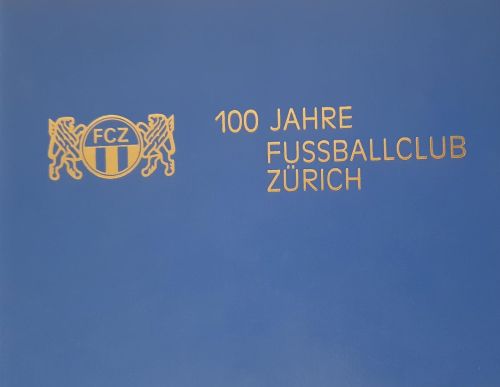 FCZ
100 JAHRE
FUSSBALLCLUB
ZÜRICH